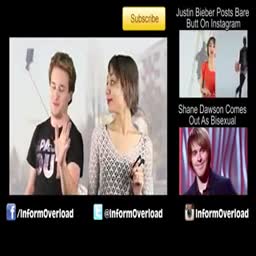 Subscribe
Justin Bieber Posts Bare
Butt On Instagram
Shane Dawson Comes
Out As Bisexual
/InformOverload
@InformOverload
InformOverload